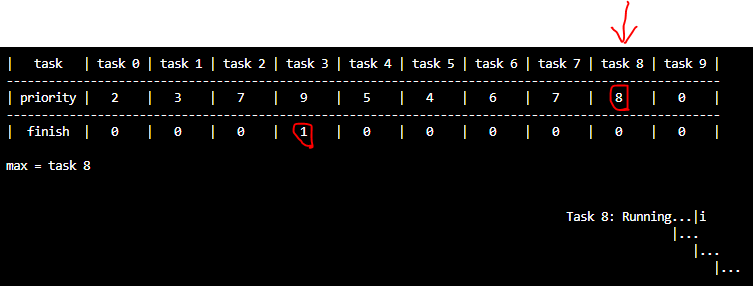 |   task   | task 0 | task 1 | task 2 | task 3 | task 4 | task 5 | task 6 | task 7 | task 8 | task 9 |
-----------------------------------------------------------------------------------------------------
| priority |   2    |   3    |   7    |   9    |   5    |   4    |   6    |   7    |   8    |   0    |
-----------------------------------------------------------------------------------------------------
|  finish  |   0    |   0    |   0    |   1    |   0    |   0    |   0    |   0    |   0    |   0    |
max = task 8
Task 8: Running...|i
|...
|...
|...